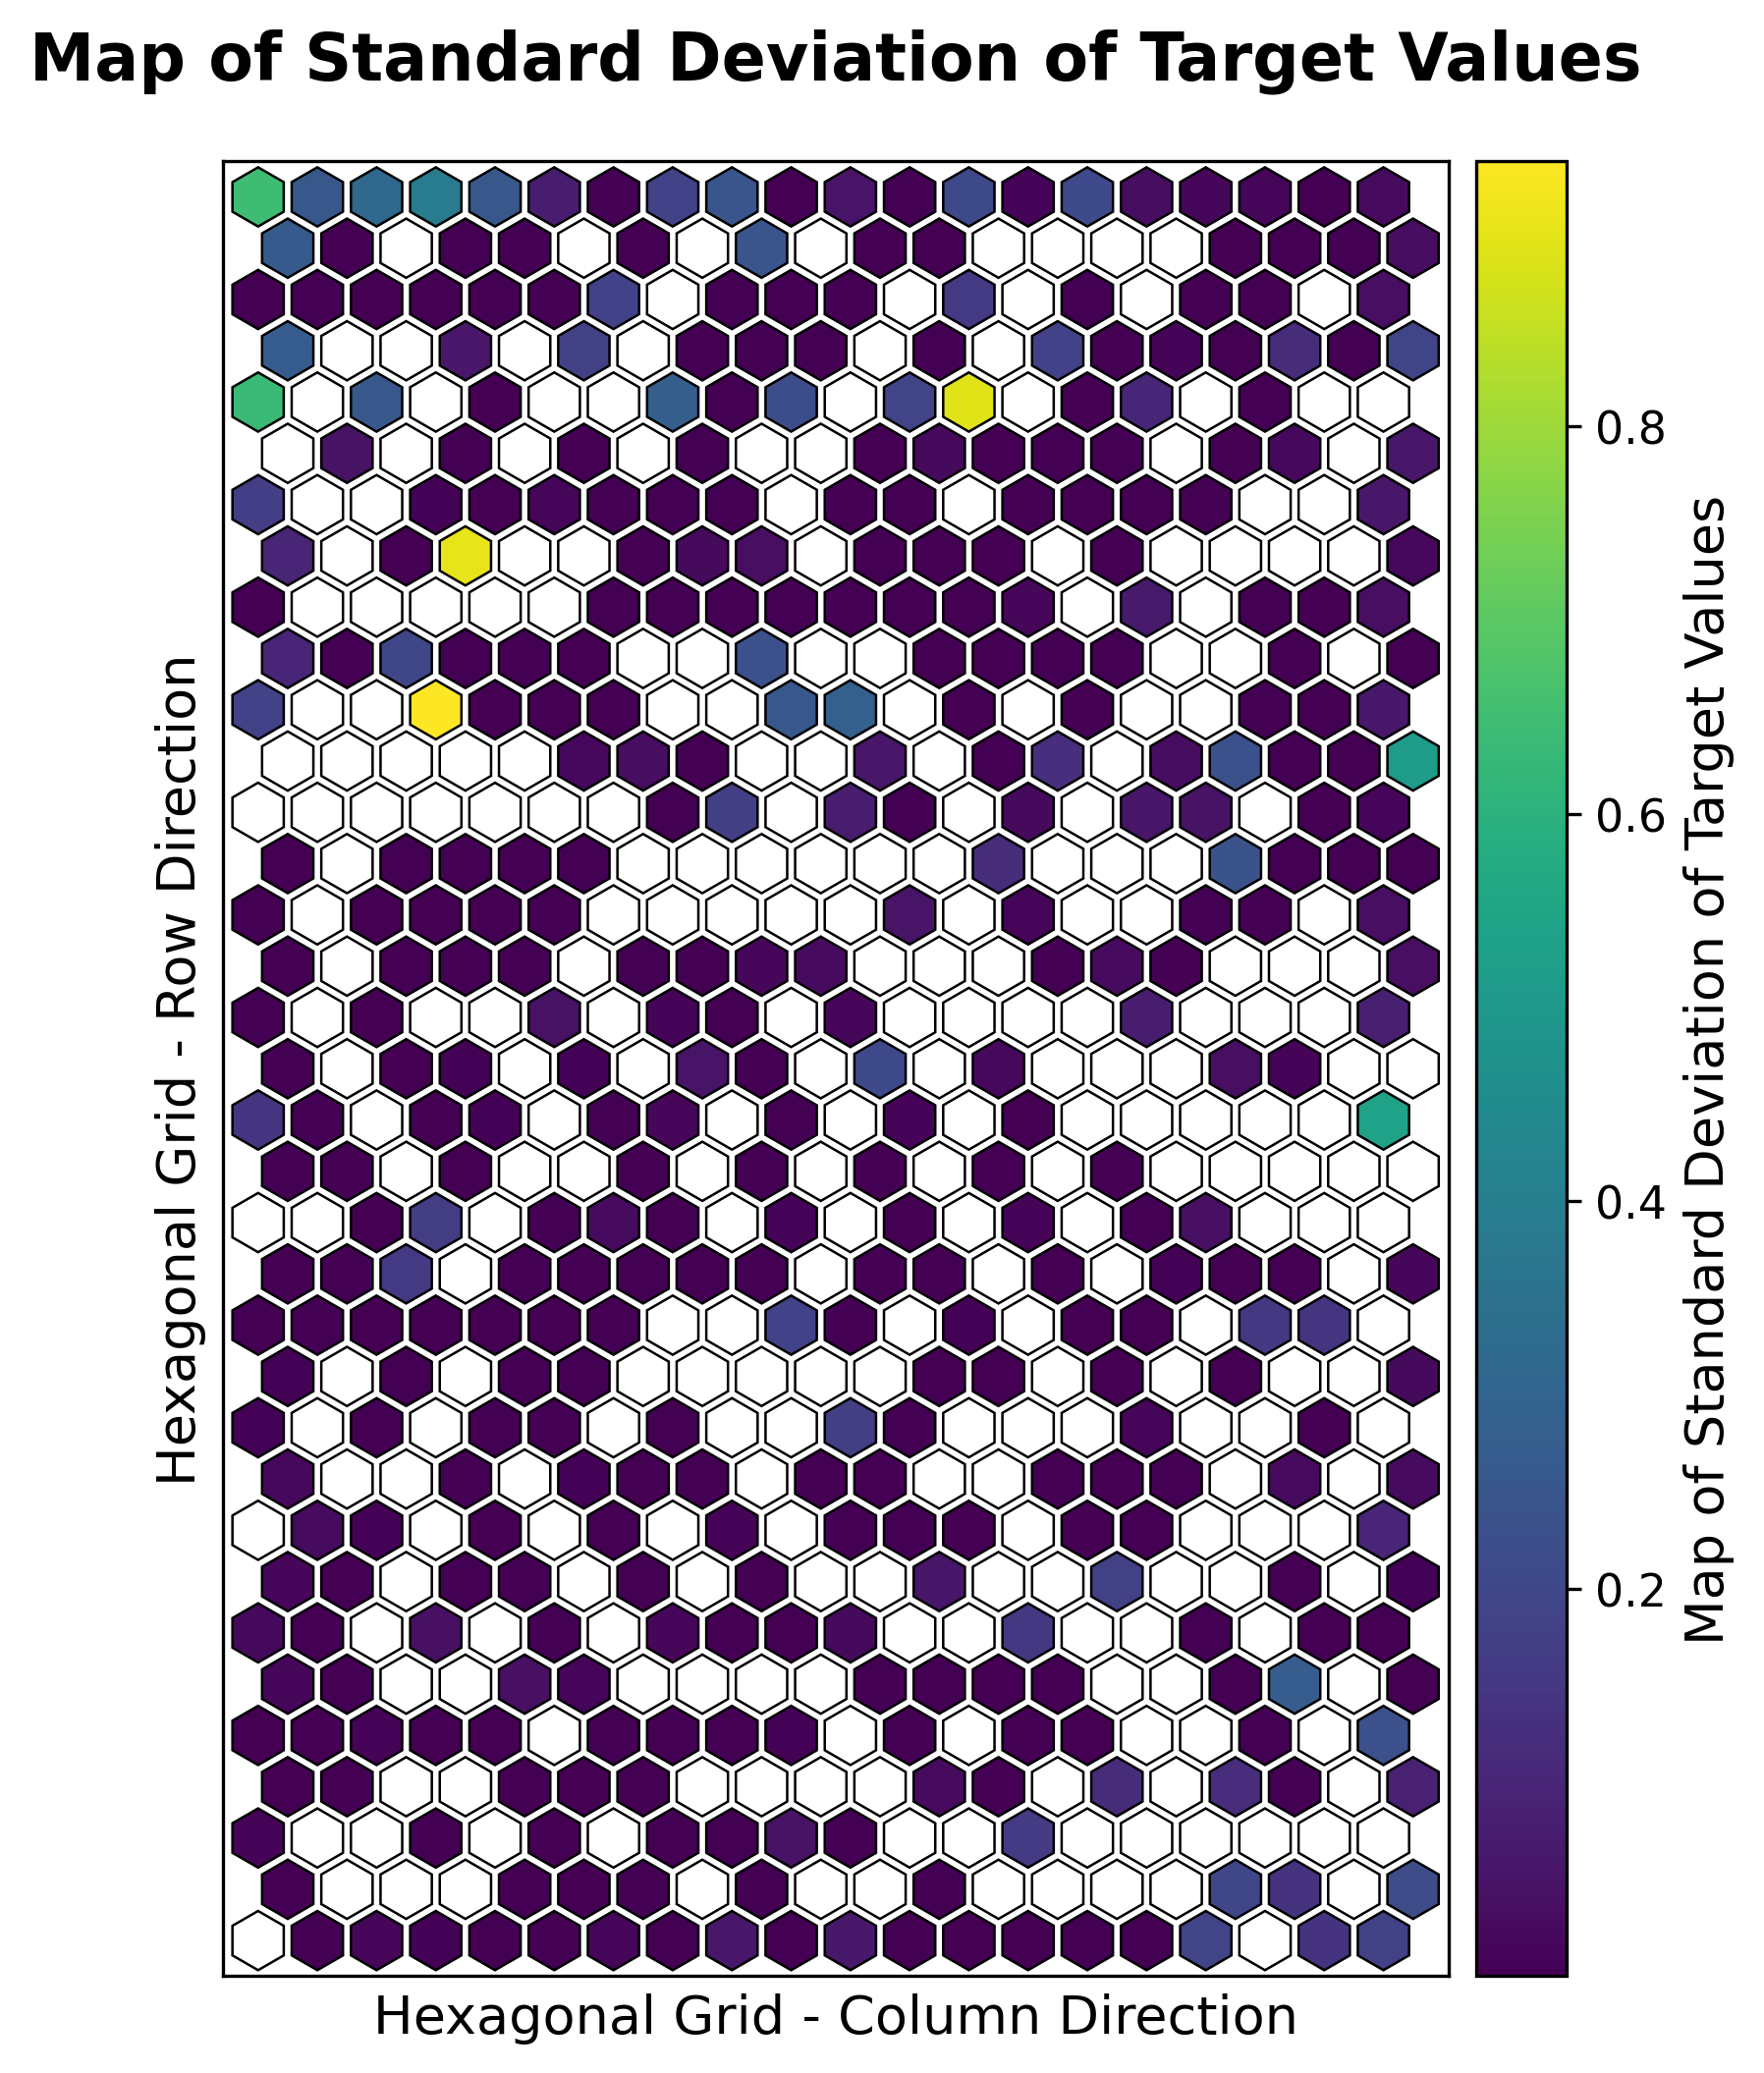 Map of Standard Deviation of Target Values
Hexagonal Grid - Row Direction
Hexagonal Grid - Column Direction
0.8
0.6
0.4
0.2
Map of Standard Deviation of Target Values